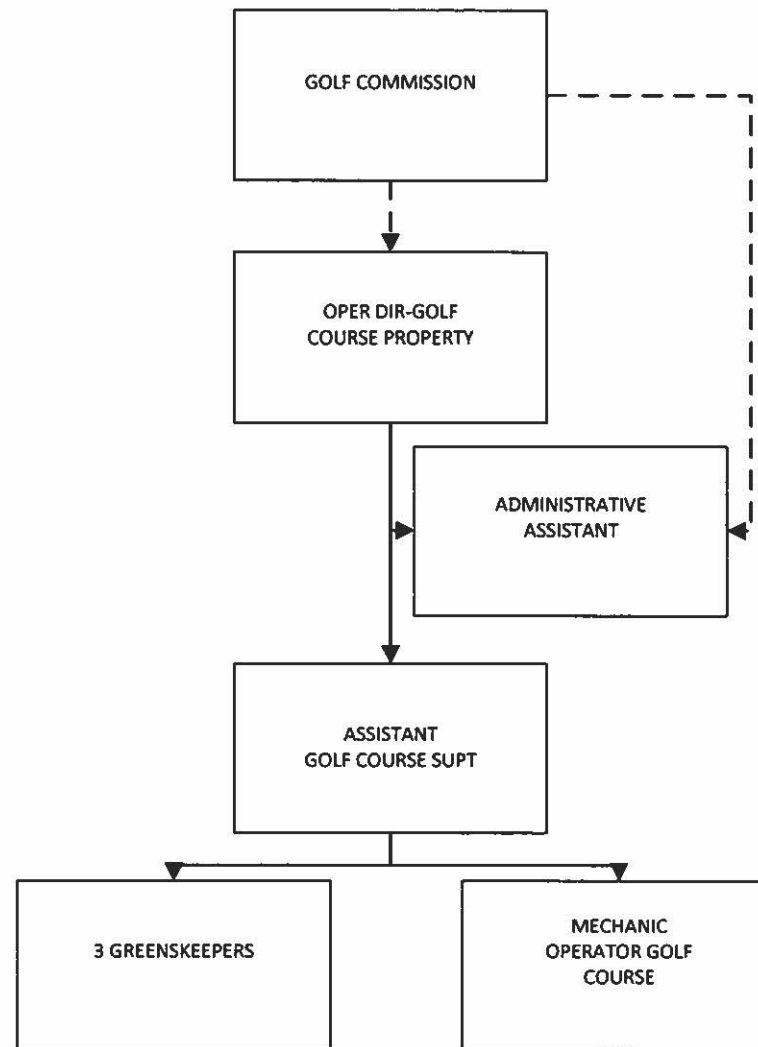 GOLF COMMISSION
OPER DIR-GOLF
COURSE PROPERTY
ADMINISTRATIVE
ASSISTANT
ASSISTANT
GOLF COURSE SUPT
3 GREENSKEEPERS
MECHANIC
OPERATOR GOLF
COURSE